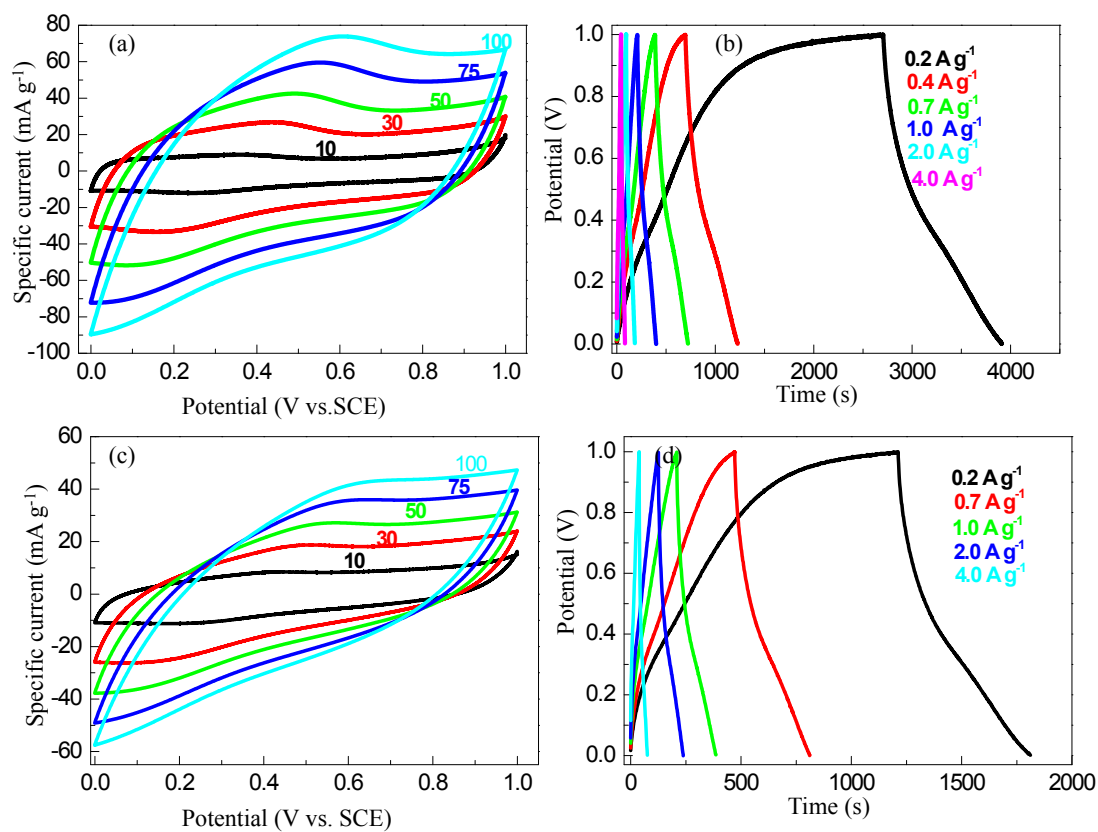 (a)
100
75
50
30
10
80
60
40
20
0
-20
-40
-60
-80
-100
Specific current (mA g⁻¹)
0.0 0.2 0.4 0.6 0.8 1.0
Potential (V vs.SCE)
(b)
0.2 A g⁻¹
0.4 A g⁻¹
0.7 A g⁻¹
1.0 A g⁻¹
2.0 A g⁻¹
4.0 A g⁻¹
1.0
0.8
0.6
0.4
0.2
0.0
Potential (V)
0 1000 2000 3000 4000
Time (s)
(c)
100
75
50
30
10
60
40
20
0
-20
-40
-60
Specific current (mA g⁻¹)
0.0 0.2 0.4 0.6 0.8 1.0
Potential (V vs. SCE)
(d)
0.2 A g⁻¹
0.7 A g⁻¹
1.0 A g⁻¹
2.0 A g⁻¹
4.0 A g⁻¹
1.0
0.8
0.6
0.4
0.2
0.0
Potential (V)
0 500 1000 1500 2000
Time (s)